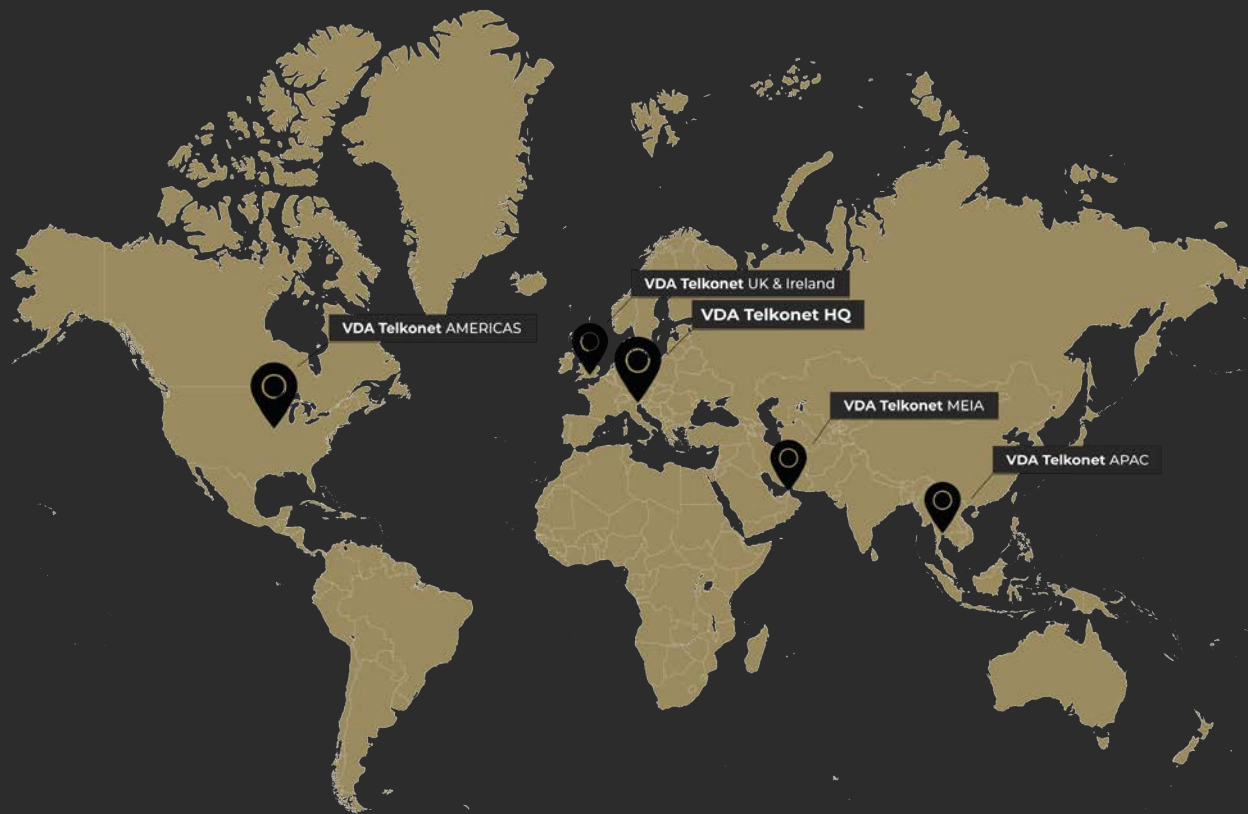 VDA Telkonet UK & Ireland
VDA Telkonet HQ
VDA Telkonet AMERICAS
VDA Telkonet MEIA
VDA Telkonet APAC